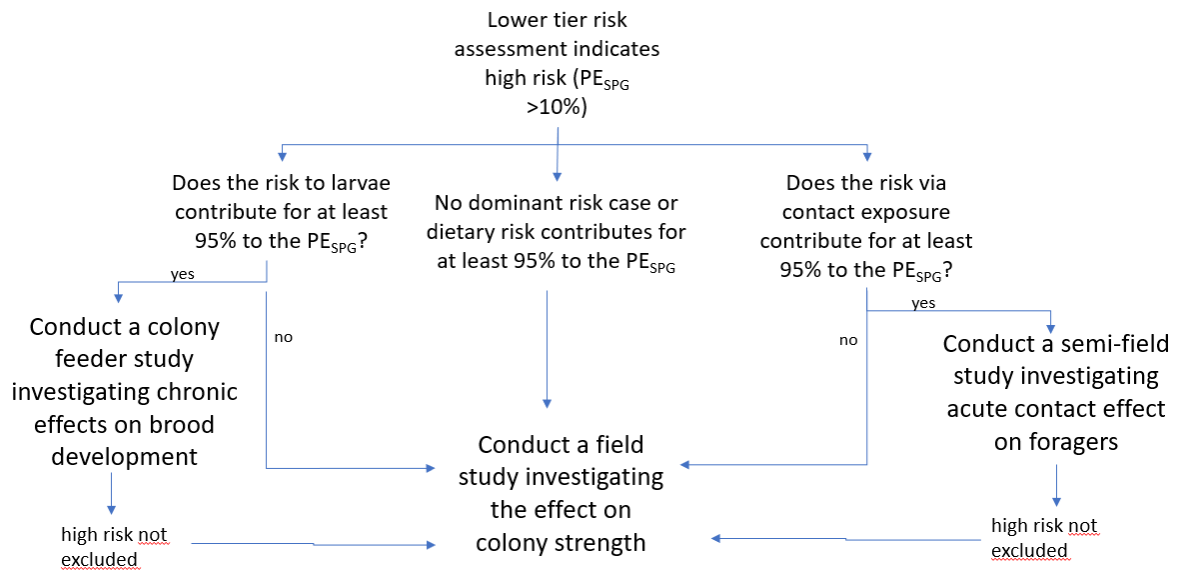 Lower tier risk
assessment indicates
high risk (PESPG
>10%)
Does the risk to larvae
contribute for at least
95% to the PESPG?
No dominant risk case or
dietary risk contributes for
at least 95% to the PESPG
Does the risk via
contact exposure
contribute for at least
95% to the PESPG?
yes
no
yes
no
Conduct a colony
feeder study
investigating chronic
effects on brood
development
Conduct a semi-field
study investigating
acute contact effect
on foragers
Conduct a field
study investigating
the effect on
colony strength
high risk not
excluded
high risk not
excluded